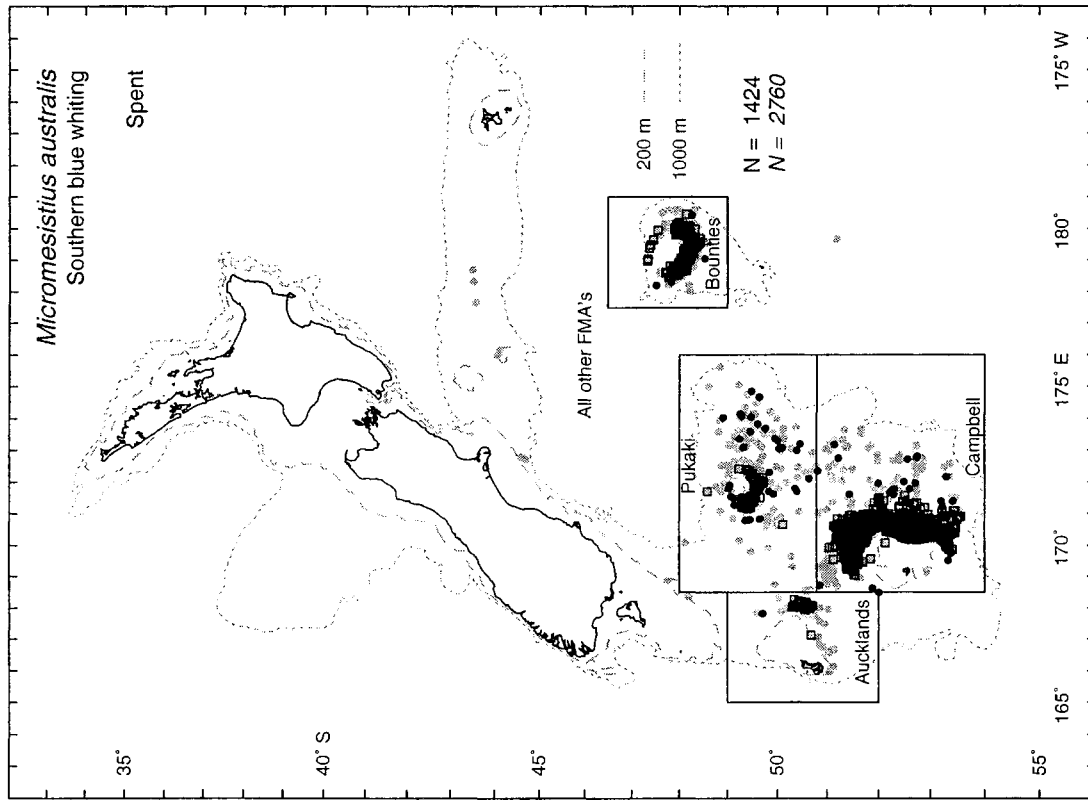 Micromesistius australis
Southern blue whiting
Spent
35°
40° S
45°
50°
55°
165°
170°
175° E
180°
175° W
All other FMA's
200 m
1000 m
N = 1424
N = 2760
Pukaki
Bounties
Aucklands
Campbell